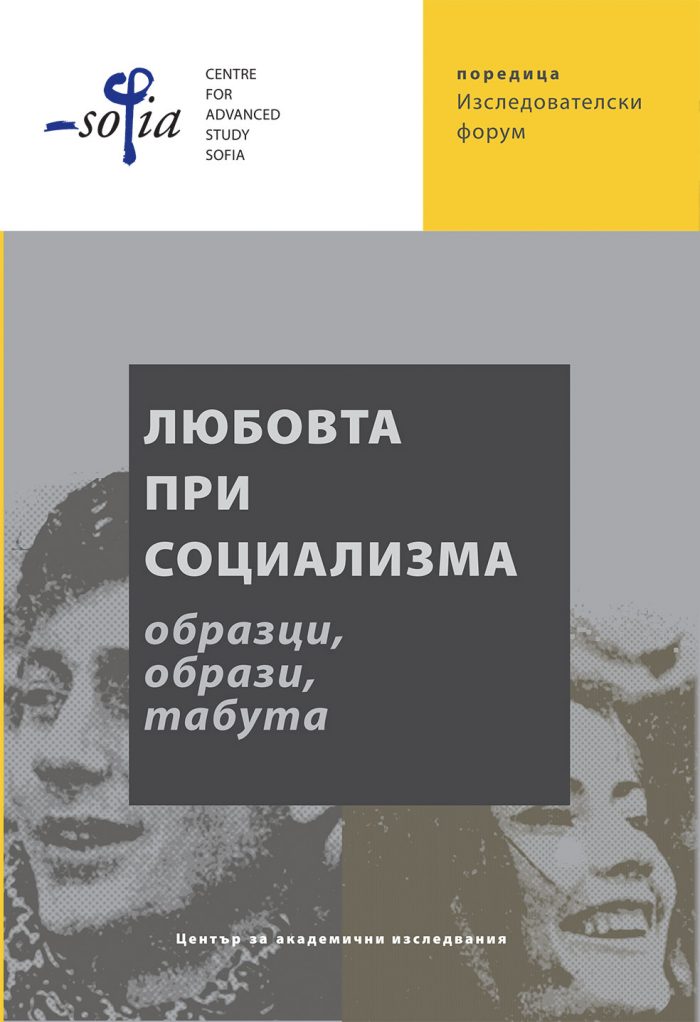 sofia
CENTRE
FOR
ADVANCED
STUDY
SOFIA
поредица
Изследователски
форум
ЛЮБОВТА
ПРИ
СОЦИАЛИЗМА
образци,
образи,
табута
Център за академични изследвания